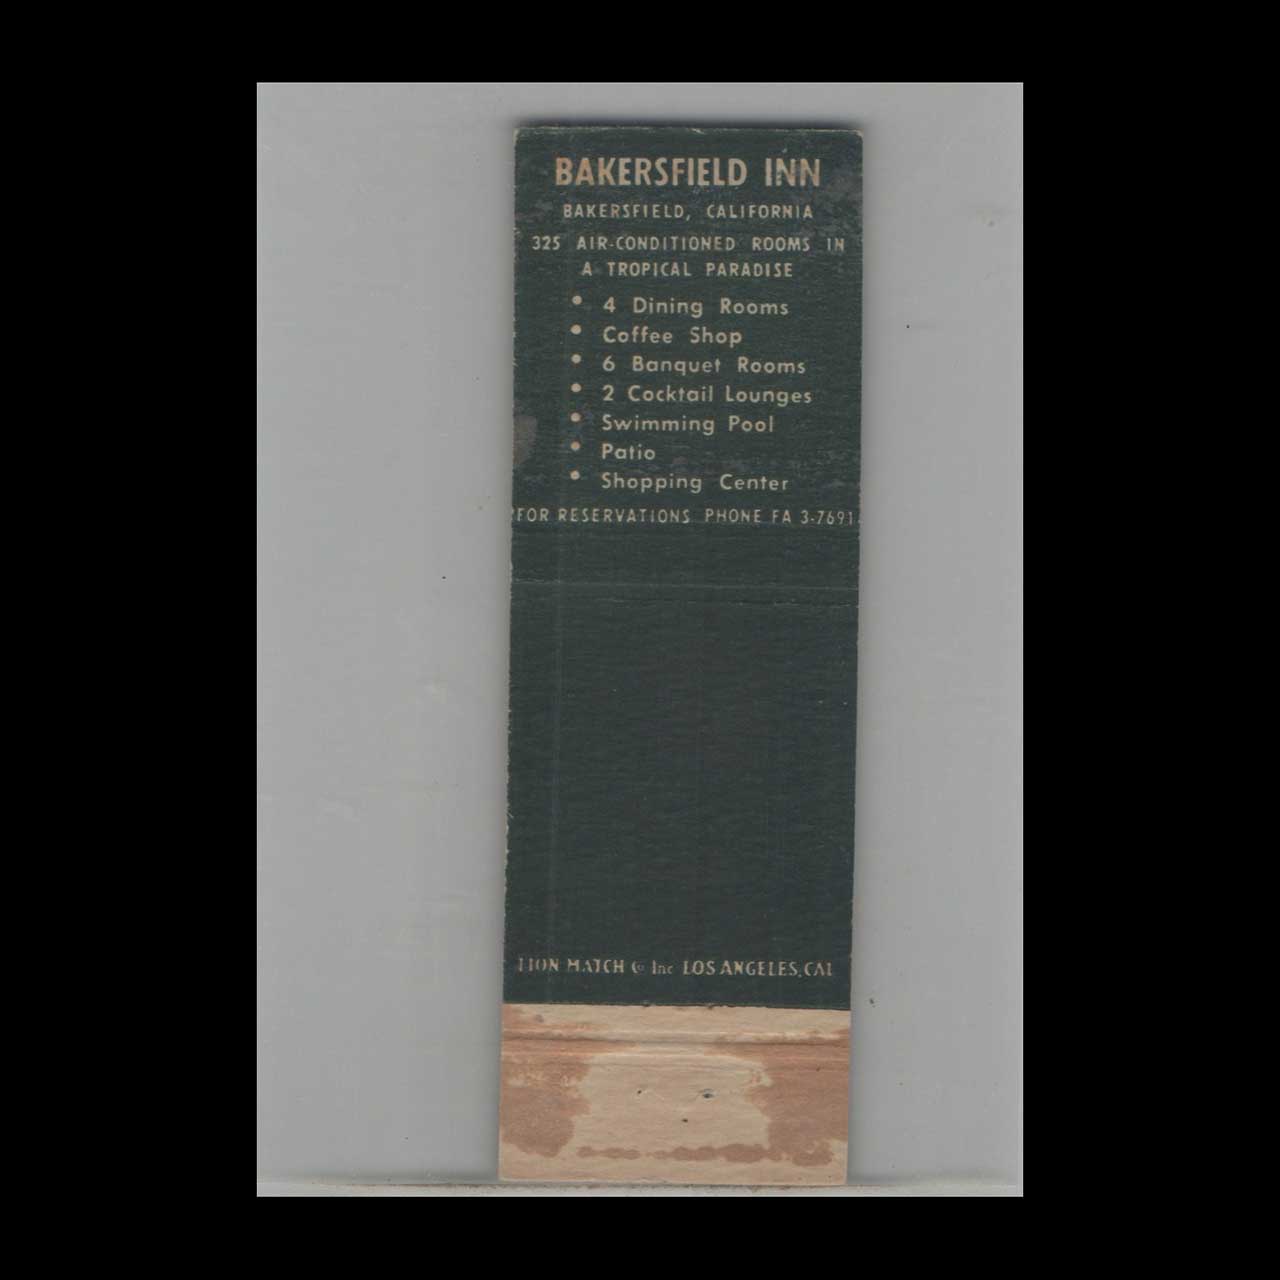 BAKERSFIELD INN
BAKERSFIELD, CALIFORNIA
325 AIR-CONDITIONED ROOMS IN
A TROPICAL PARADISE
• 4 Dining Rooms
• Coffee Shop
• 6 Banquet Rooms
• 2 Cocktail Lounges
• Swimming Pool
• Patio
• Shopping Center
FOR RESERVATIONS PHONE FA 3-7691
LION MATCH Co Inc LOS ANGELES, CAL